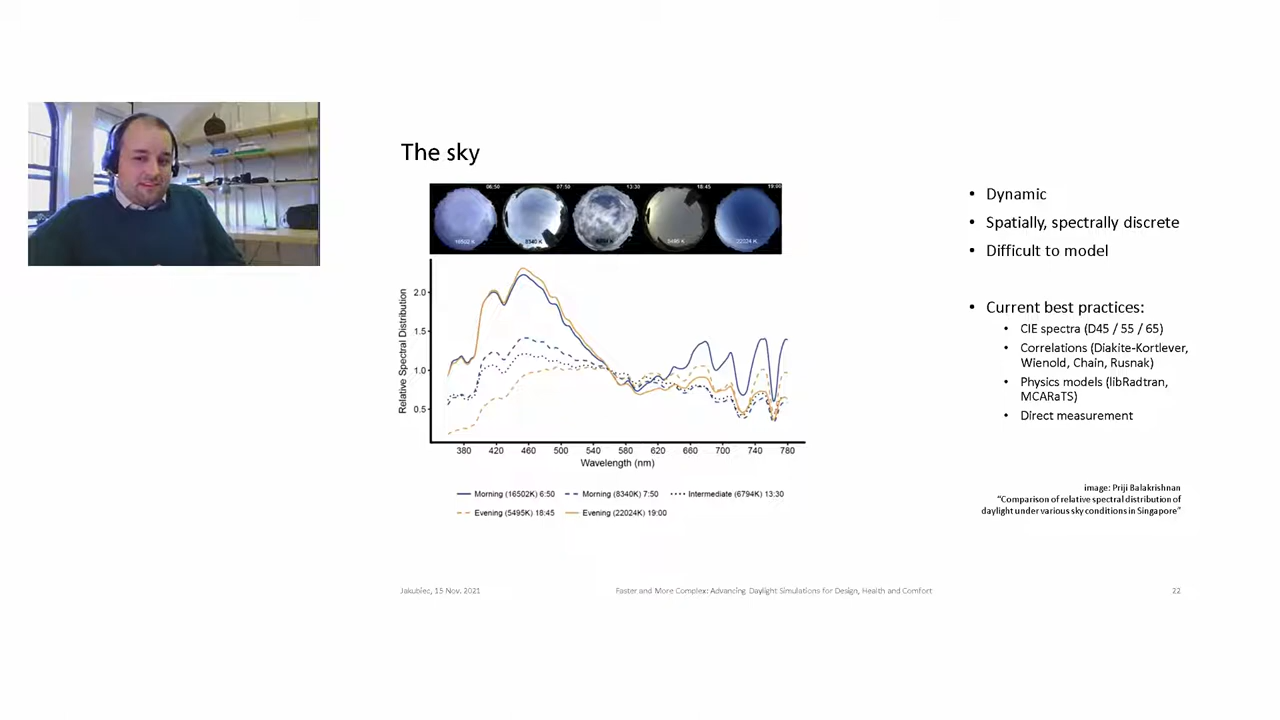 The sky
06:50 07:50 13:30 18:45 19:00
16502 K 8340 K 5495 K 22024 K
Relative Spectral Distribution
2.0
1.5
1.0
0.5
380 420 460 500 540 580 620 660 700 740 780
Wavelength (nm)
Morning (16502K) 6:50 Morning (8340K) 7:50 Intermediate (6794K) 13:30
Evening (5495K) 18:45 Evening (22024K) 19:00
• Dynamic
• Spatially, spectrally discrete
• Difficult to model
• Current best practices:
• CIE spectra (D45 / 55 / 65)
• Correlations (Diakite-Kortlever,
Wienold, Chain, Rusnak)
• Physics models (libRadtran,
MCARaTS)
• Direct measurement
image: Priji Balakrishnan
“Comparison of relative spectral distribution of
daylight under various sky conditions in Singapore”
Jakubiec, 15 Nov. 2021 Faster and More Complex: Advancing Daylight Simulations for Design, Health and Comfort 22